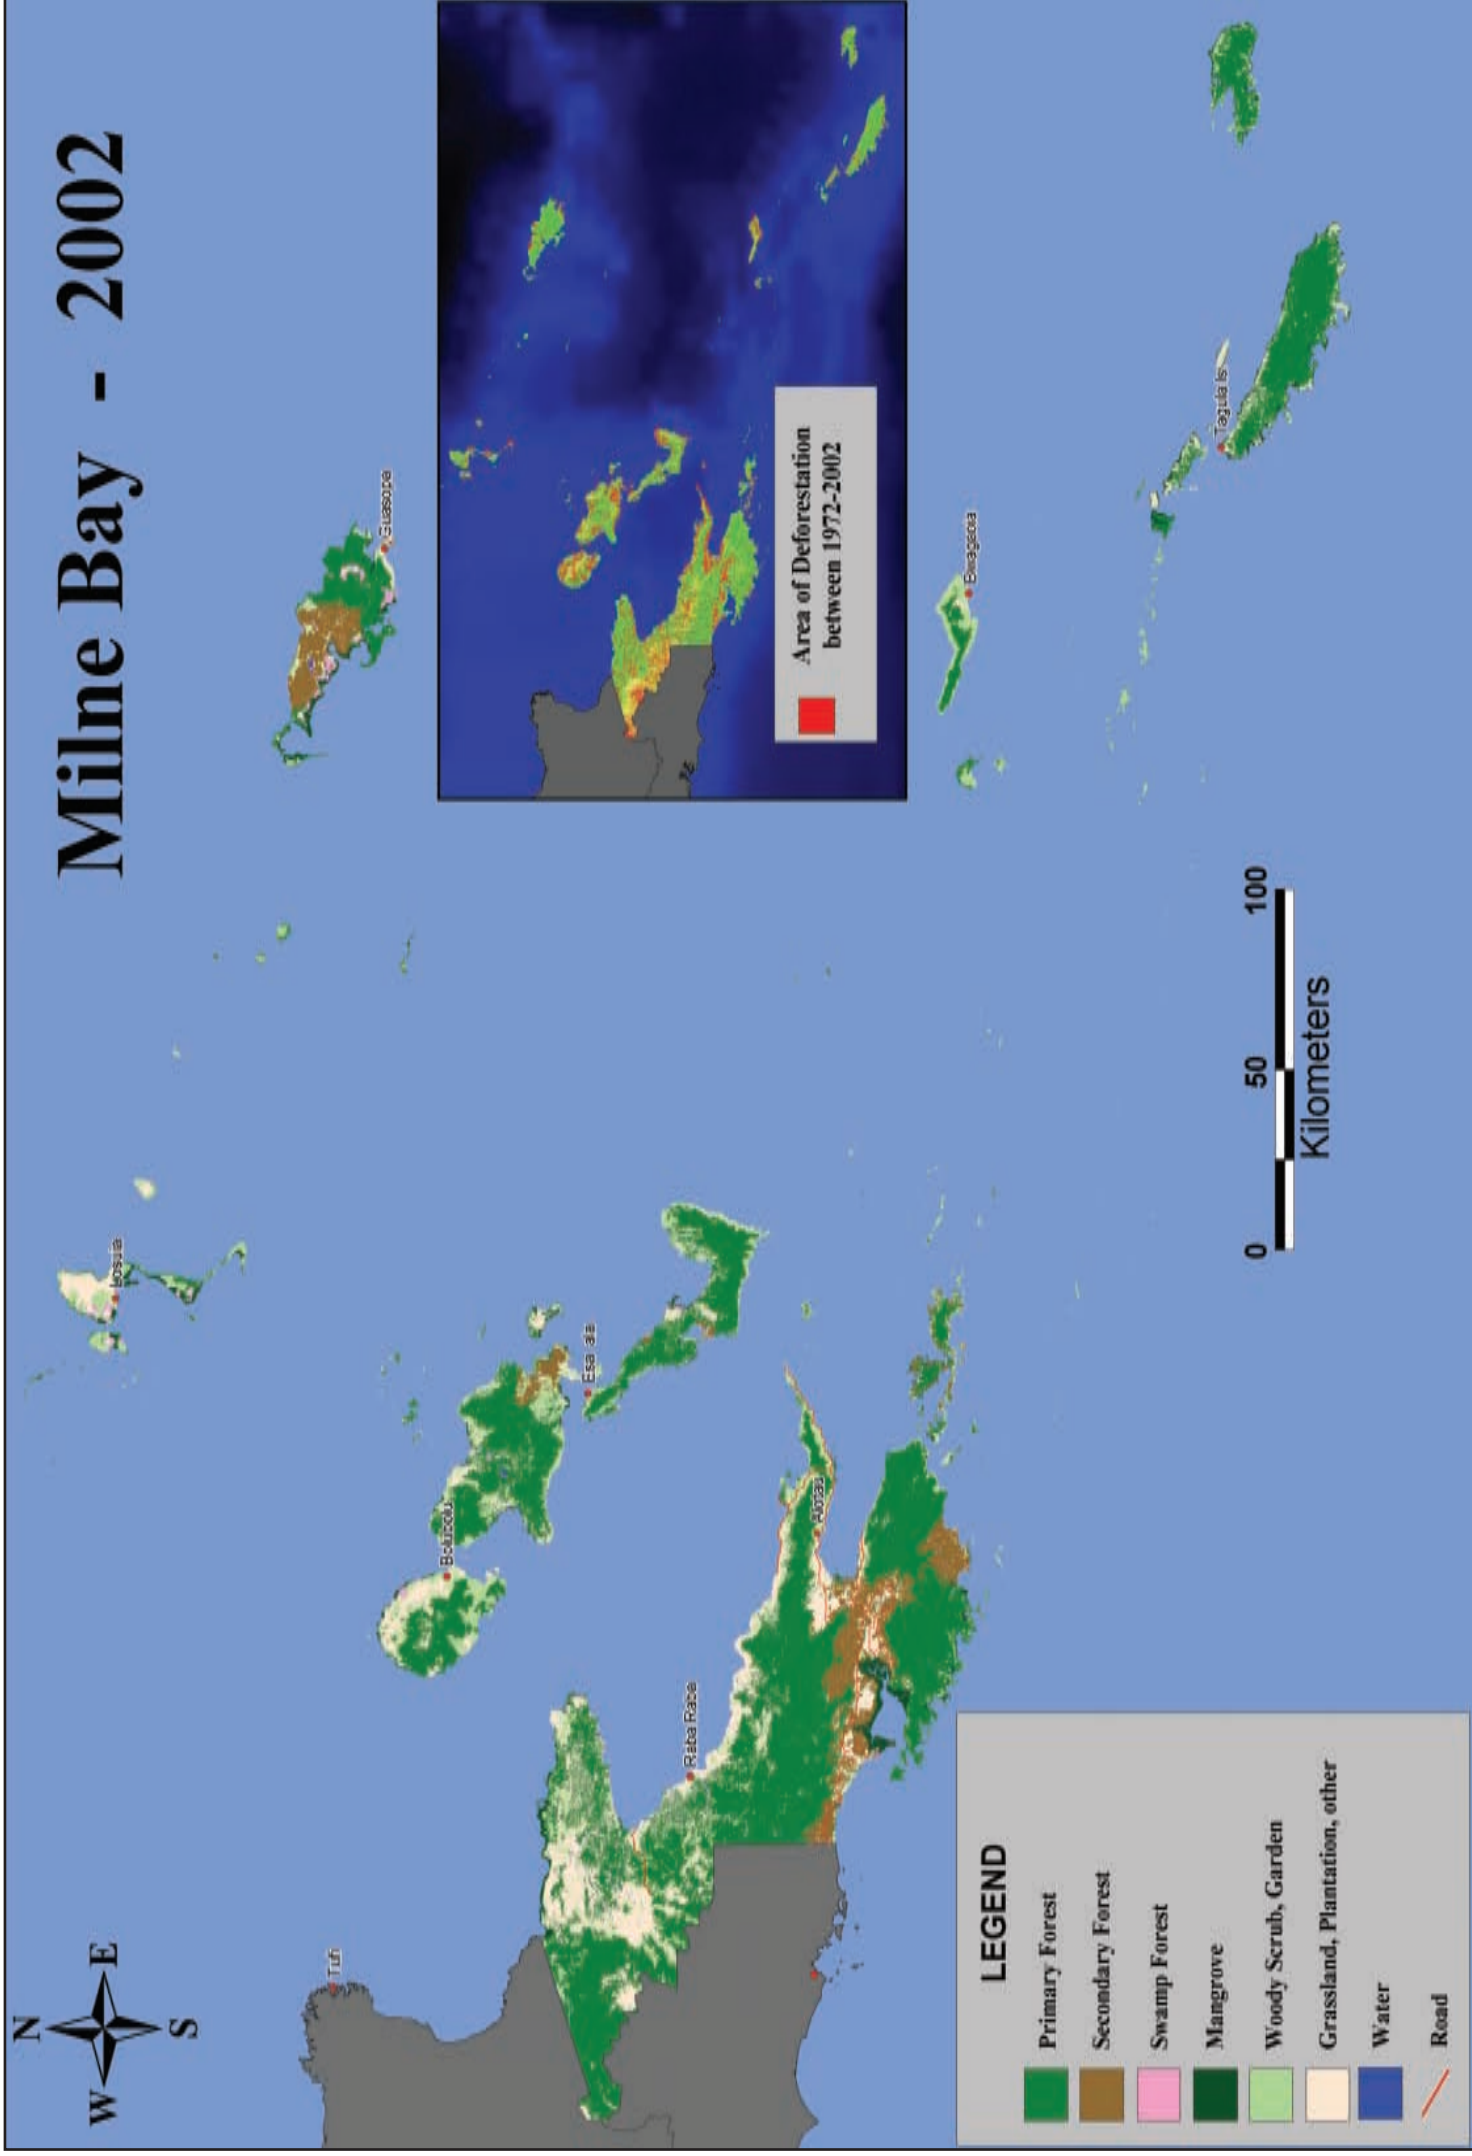 Milne Bay - 2002
N
W
E
S
Tufi
Losuia
Guasopa
Bolubolu
Esa'ala
Raba Raba
Alotau
Bwagaoia
Tagula Is
Area of Deforestation
between 1972-2002
0
50
100
Kilometers
LEGEND
Primary Forest
Secondary Forest
Swamp Forest
Mangrove
Woody Scrub, Garden
Grassland, Plantation, other
Water
Road